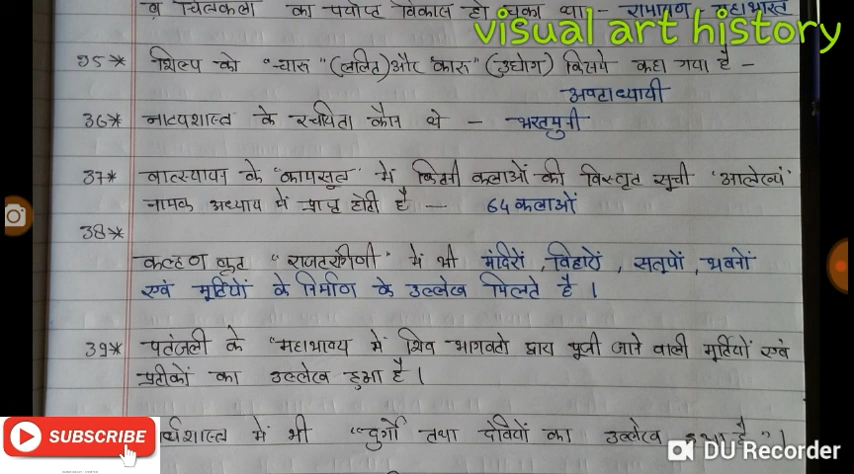 व चित्रकला का पर्याप्त विकास हो चुका था - रामायण - महाभारत
visual art history
35* शिल्प को "चारु" (ललित) और "कारु" (उद्योग) किसमें कहा गया है -
अष्टाध्यायी
36* नाट्यशास्त्र के रचयिता कौन थे - भरतमुनी
37* वात्स्यायन के "कामसूत्र" में कितनी कलाओं की विस्तृत सूची 'आलेख्यं'
नामक अध्याय में प्राप्त होती है — 64 कलाओं
38*
कल्हण कृत "राजतरंगिणी" में भी मंदिरों, विहारों, सतूपों, भवनों
एवं मूर्तियों के निर्माण के उल्लेख मिलते है।
39* पतंजली के "महाभाष्य में शिव भागवतो द्वारा पूजी जाने वाली मूर्तियों एवं
प्रतीकों का उल्लेख हुआ है।
र्थशास्त्र में भी "दुर्गा तथा देवियों का उल्लेख हुआ है"।
SUBSCRIBE
DU Recorder